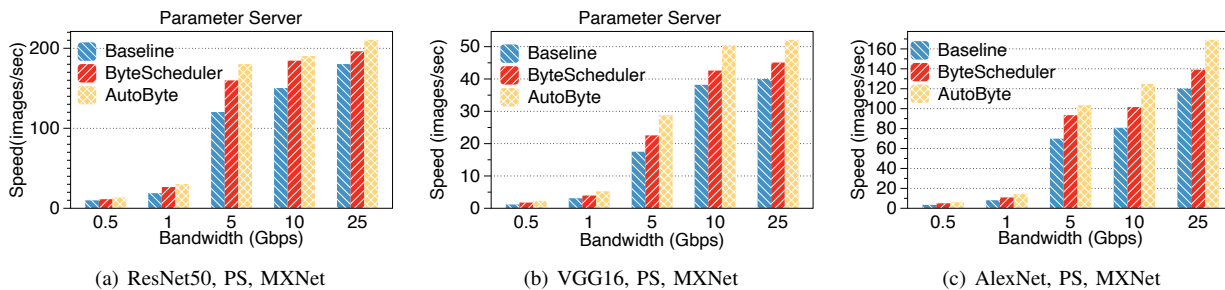 Parameter Server
Speed(images/sec)
200
100
0
Baseline
ByteScheduler
AutoByte
0.5 1 5 10 25
Bandwidth (Gbps)
(a) ResNet50, PS, MXNet
Parameter Server
Speed (images/sec)
50
40
30
20
10
0
Baseline
ByteScheduler
AutoByte
0.5 1 5 10 25
Bandwidth (Gbps)
(b) VGG16, PS, MXNet
Speed (images/sec)
160
140
120
100
80
60
40
20
0
Baseline
ByteScheduler
AutoByte
0.5 1 5 10 25
Bandwidth (Gbps)
(c) AlexNet, PS, MXNet